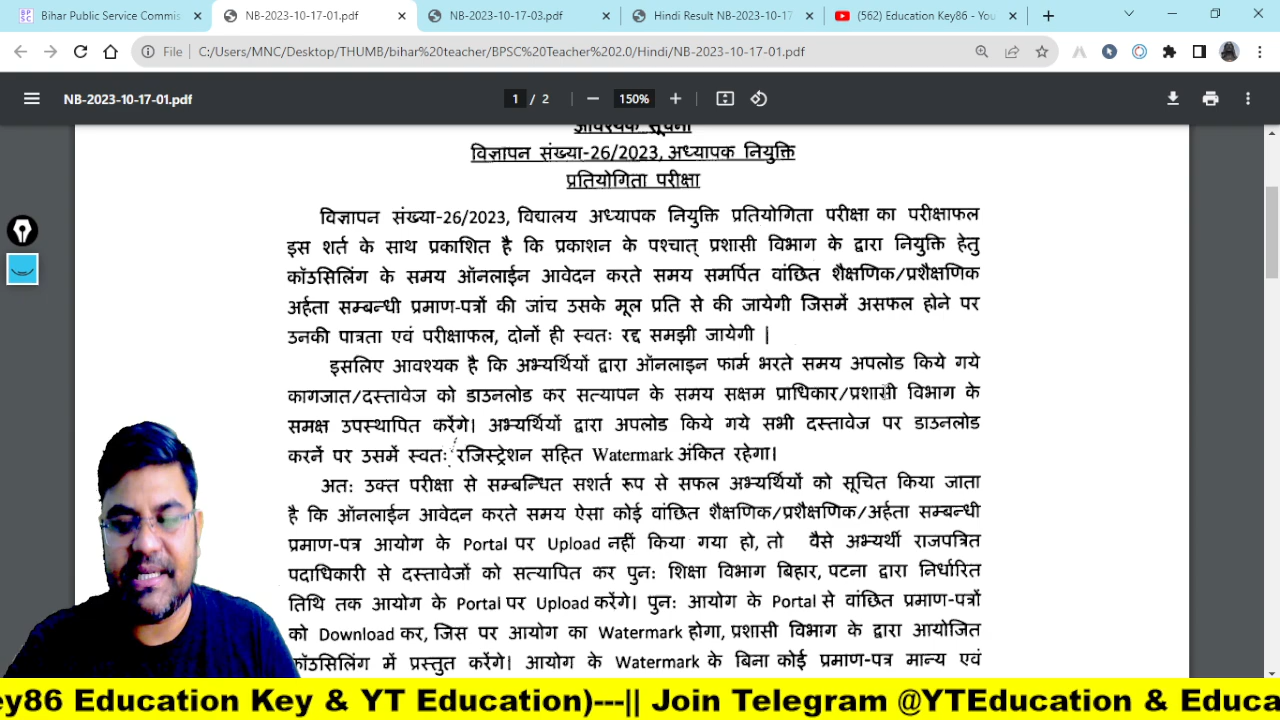 Bihar Public Service Commis
NB-2023-10-17-01.pdf
NB-2023-10-17-03.pdf
Hindi Result NB-2023-10-17-
(562) Education Key86 - You
File
C:/Users/MNC/Desktop/THUMB/bihar%20teacher/BPSC%20Teacher%202.0/Hindi/NB-2023-10-17-01.pdf
NB-2023-10-17-01.pdf
1 / 2
150%
आवश्यक सूचना
विज्ञापन संख्या-26/2023, अध्यापक नियुक्ति
प्रतियोगिता परीक्षा
विज्ञापन संख्या-26/2023, विद्यालय अध्यापक नियुक्ति प्रतियोगिता परीक्षा का परीक्षाफल
इस शर्त के साथ प्रकाशित है कि प्रकाशन के पश्चात् प्रशासी विभाग के द्वारा नियुक्ति हेतु
कॉउसिलिंग के समय ऑनलाईन आवेदन करते समय समर्पित वांछित शैक्षणिक/प्रशैक्षणिक
अर्हता सम्बन्धी प्रमाण-पत्रों की जांच उसके मूल प्रति से की जायेगी जिसमें असफल होने पर
उनकी पात्रता एवं परीक्षाफल, दोनों ही स्वतः रद्द समझी जायेगी |
इसलिए आवश्यक है कि अभ्यर्थियों द्वारा ऑनलाइन फार्म भरते समय अपलोड किये गये
कागजात/दस्तावेज को डाउनलोड कर सत्यापन के समय सक्षम प्राधिकार/प्रशासी विभाग के
समक्ष उपस्थापित करेंगे। अभ्यर्थियों द्वारा अपलोड किये गये सभी दस्तावेज पर डाउनलोड
करनें पर उसमें स्वतः रजिस्ट्रेशन सहित Watermark अंकित रहेगा।
अतः उक्त परीक्षा से सम्बन्धित सशर्त रूप से सफल अभ्यर्थियों को सूचित किया जाता
है कि ऑनलाईन आवेदन करते समय ऐसा कोई वांछित शैक्षणिक/प्रशैक्षणिक/अर्हता सम्बन्धी
प्रमाण-पत्र आयोग के Portal पर Upload नहीं किया गया हो, तो वैसे अभ्यर्थी राजपत्रित
पदाधिकारी से दस्तावेजों को सत्यापित कर पुनः शिक्षा विभाग बिहार, पटना द्वारा निर्धारित
तिथि तक आयोग के Portal पर Upload करेंगे। पुनः आयोग के Portal से वांछित प्रमाण-पत्रों
को Download कर, जिस पर आयोग का Watermark होगा, प्रशासी विभाग के द्वारा आयोजित
कॉउसिलिंग में प्रस्तुत करेंगे। आयोग के Watermark के बिना कोई प्रमाण-पत्र मान्य एवं
ey86 Education Key & YT Education)---|| Join Telegram @YTEducation & Educa